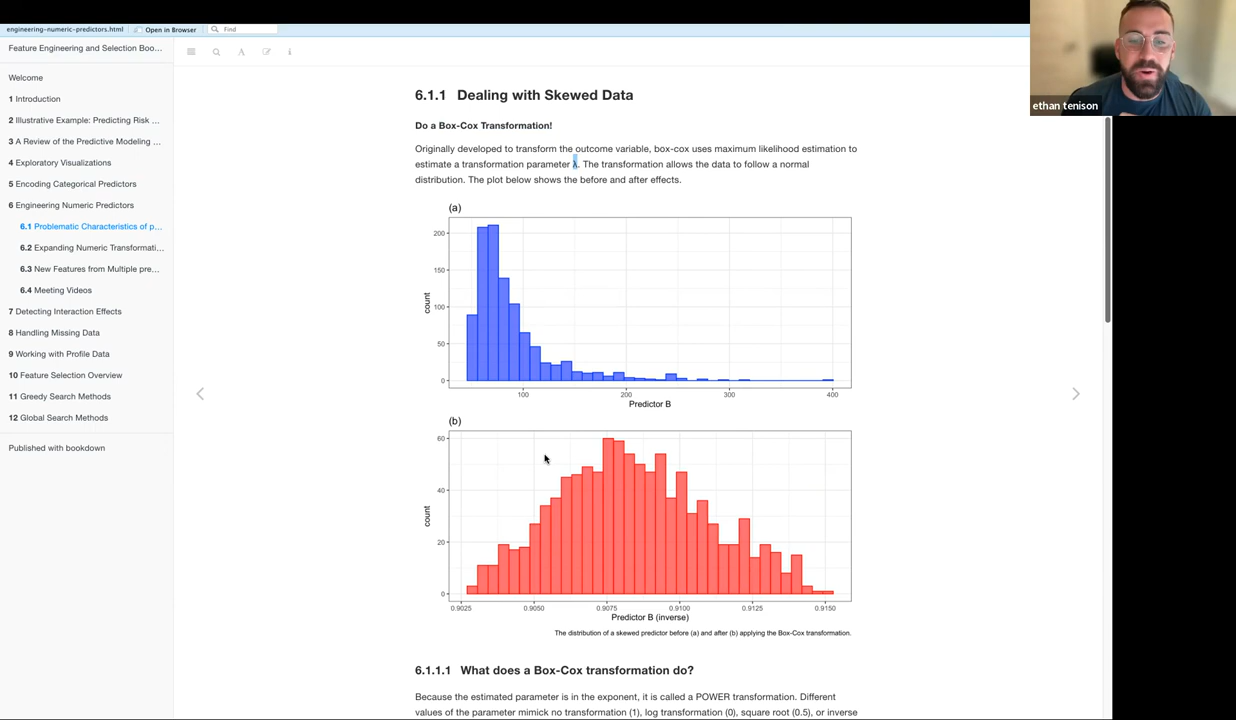 engineering-numeric-predictors.html
Open in Browser
Find
Feature Engineering and Selection Boo...
Welcome
1 Introduction
2 Illustrative Example: Predicting Risk ...
3 A Review of the Predictive Modeling ...
4 Exploratory Visualizations
5 Encoding Categorical Predictors
6 Engineering Numeric Predictors
6.1 Problematic Characteristics of p...
6.2 Expanding Numeric Transformati...
6.3 New Features from Multiple pre...
6.4 Meeting Videos
7 Detecting Interaction Effects
8 Handling Missing Data
9 Working with Profile Data
10 Feature Selection Overview
11 Greedy Search Methods
12 Global Search Methods
Published with bookdown
A
i
6.1.1 Dealing with Skewed Data
Do a Box-Cox Transformation!
Originally developed to transform the outcome variable, box-cox uses maximum likelihood estimation to
estimate a transformation parameter λ. The transformation allows the data to follow a normal
distribution. The plot below shows the before and after effects.
(a)
200
150
100
50
0
count
100 200 300 400
Predictor B
(b)
60
40
20
0
count
0.9025 0.9050 0.9075 0.9100 0.9125 0.9150
Predictor B (inverse)
The distribution of a skewed predictor before (a) and after (b) applying the Box-Cox transformation.
6.1.1.1 What does a Box-Cox transformation do?
Because the estimated parameter is in the exponent, it is called a POWER transformation. Different
values of the parameter mimick no transformation (1), log transformation (0), square root (0.5), or inverse
ethan tenison